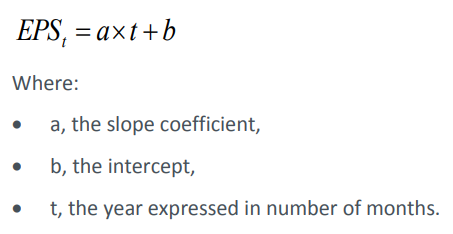 EPSₜ = a×t+b
Where:
• a, the slope coefficient,
• b, the intercept,
• t, the year expressed in number of months.